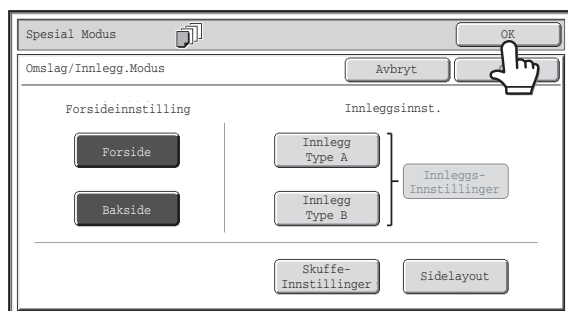 Spesial Modus
OK
Omslag/Innlegg.Modus
Avbryt
Forsideinnstilling
Innleggsinnst.
Forside
Innlegg
Type A
Innleggs-
Innstillinger
Bakside
Innlegg
Type B
Skuffe-
Innstillinger
Sidelayout